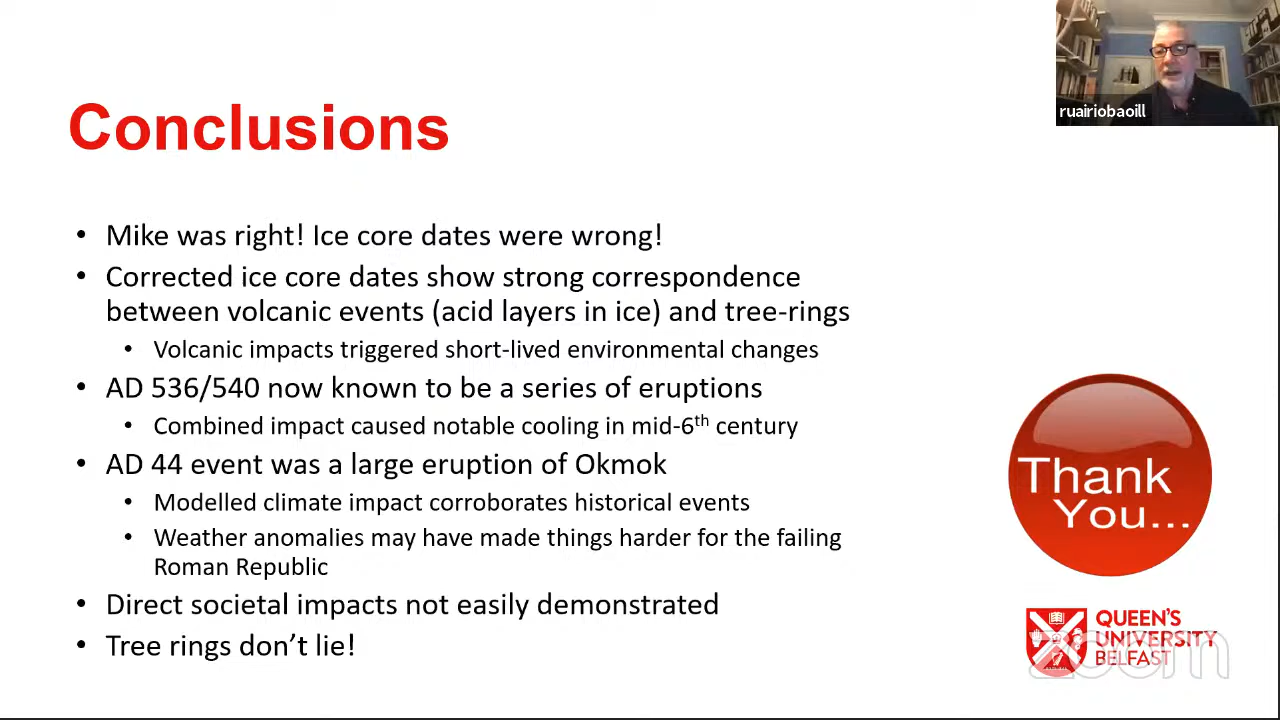 ruairiobaoill
Conclusions
• Mike was right! Ice core dates were wrong!
• Corrected ice core dates show strong correspondence
between volcanic events (acid layers in ice) and tree-rings
• Volcanic impacts triggered short-lived environmental changes
• AD 536/540 now known to be a series of eruptions
• Combined impact caused notable cooling in mid-6th century
• AD 44 event was a large eruption of Okmok
• Modelled climate impact corroborates historical events
• Weather anomalies may have made things harder for the failing
Roman Republic
• Direct societal impacts not easily demonstrated
• Tree rings don’t lie!
Thank
You...
QUEEN'S
UNIVERSITY
BELFAST
zoom